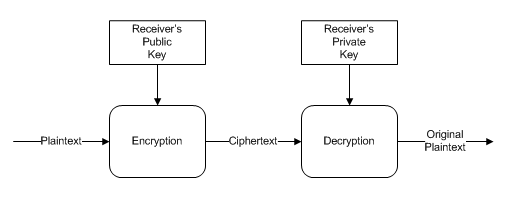 Receiver's
Public
Key
Receiver's
Private
Key
Plaintext
Encryption
Ciphertext
Decryption
Original
Plaintext